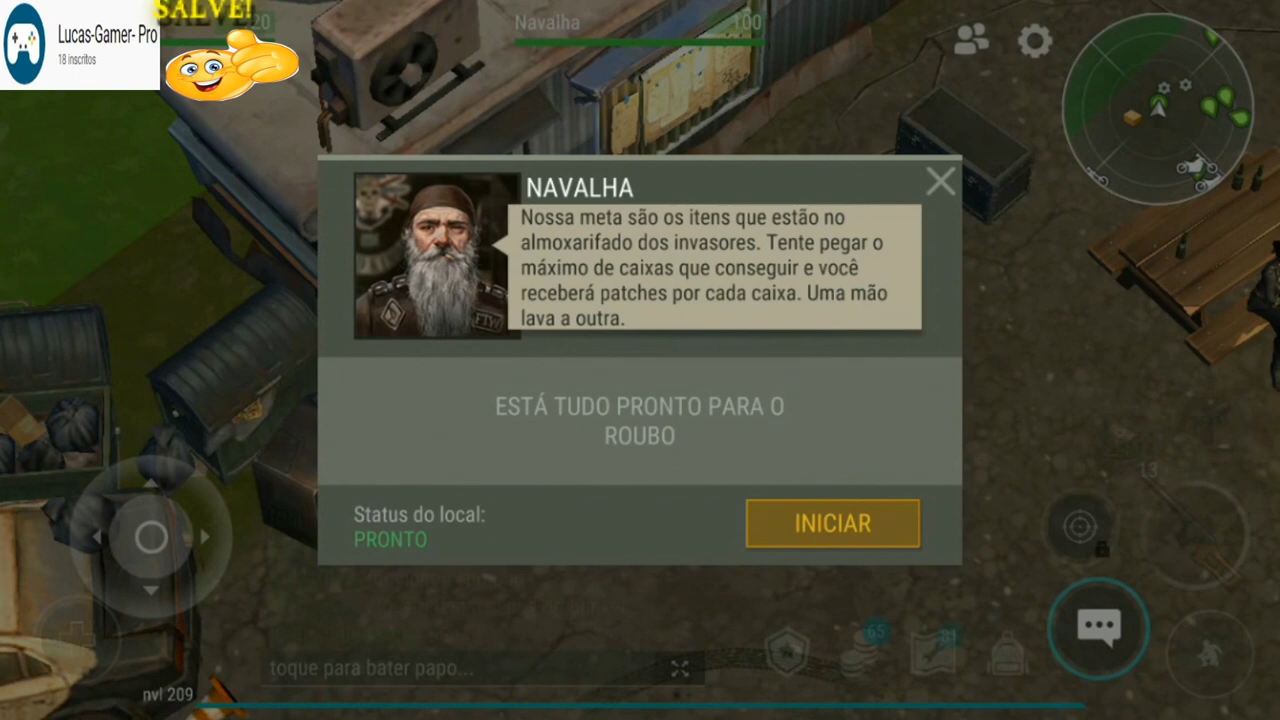 SALVE!
20
Lucas-Gamer- Pro
18 inscritos
Navalha
100
NAVALHA
Nossa meta são os itens que estão no
almoxarifado dos invasores. Tente pegar o
máximo de caixas que conseguir e você
receberá patches por cada caixa. Uma mão
lava a outra.
ESTÁ TUDO PRONTO PARA O
ROUBO
Status do local:
PRONTO
INICIAR
13
65
31
toque para bater papo...
nvl 209